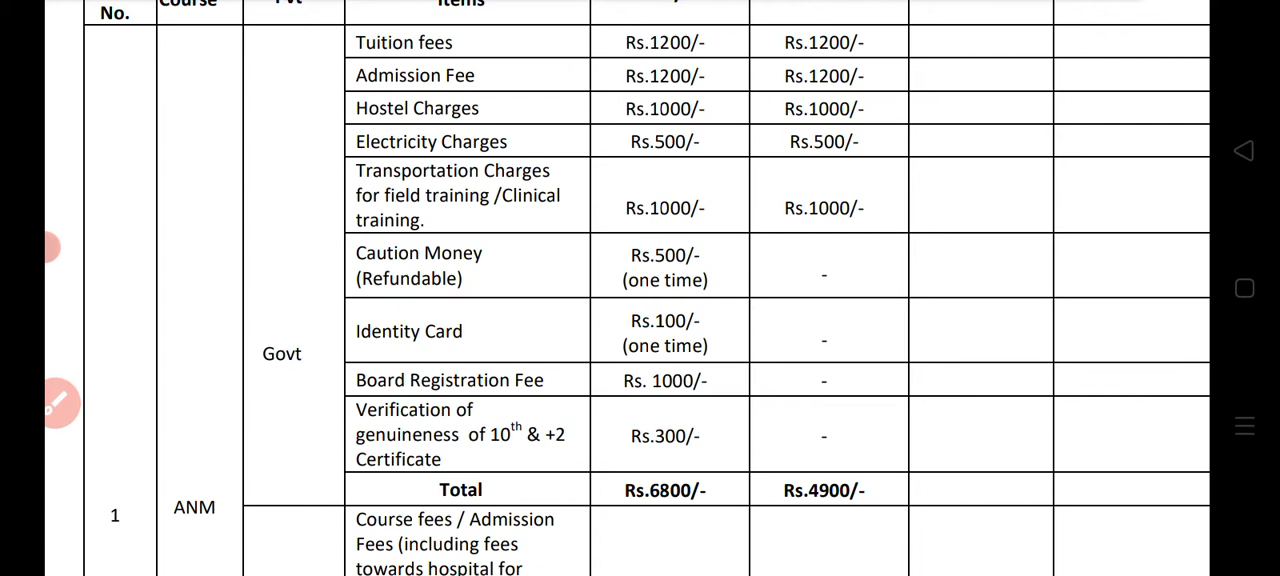 No.
Course
Items
Tuition fees Rs.1200/- Rs.1200/-
Admission Fee Rs.1200/- Rs.1200/-
Hostel Charges Rs.1000/- Rs.1000/-
Electricity Charges Rs.500/- Rs.500/-
Transportation Charges
for field training /Clinical
training.
Rs.1000/- Rs.1000/-
Caution Money
(Refundable)
Rs.500/-
(one time)
-
Identity Card
Rs.100/-
(one time)
-
Govt
Board Registration Fee Rs. 1000/- -
Verification of
genuineness of 10th & +2
Certificate
Rs.300/- -
Total Rs.6800/- Rs.4900/-
1 ANM
Course fees / Admission
Fees (including fees
towards hospital for